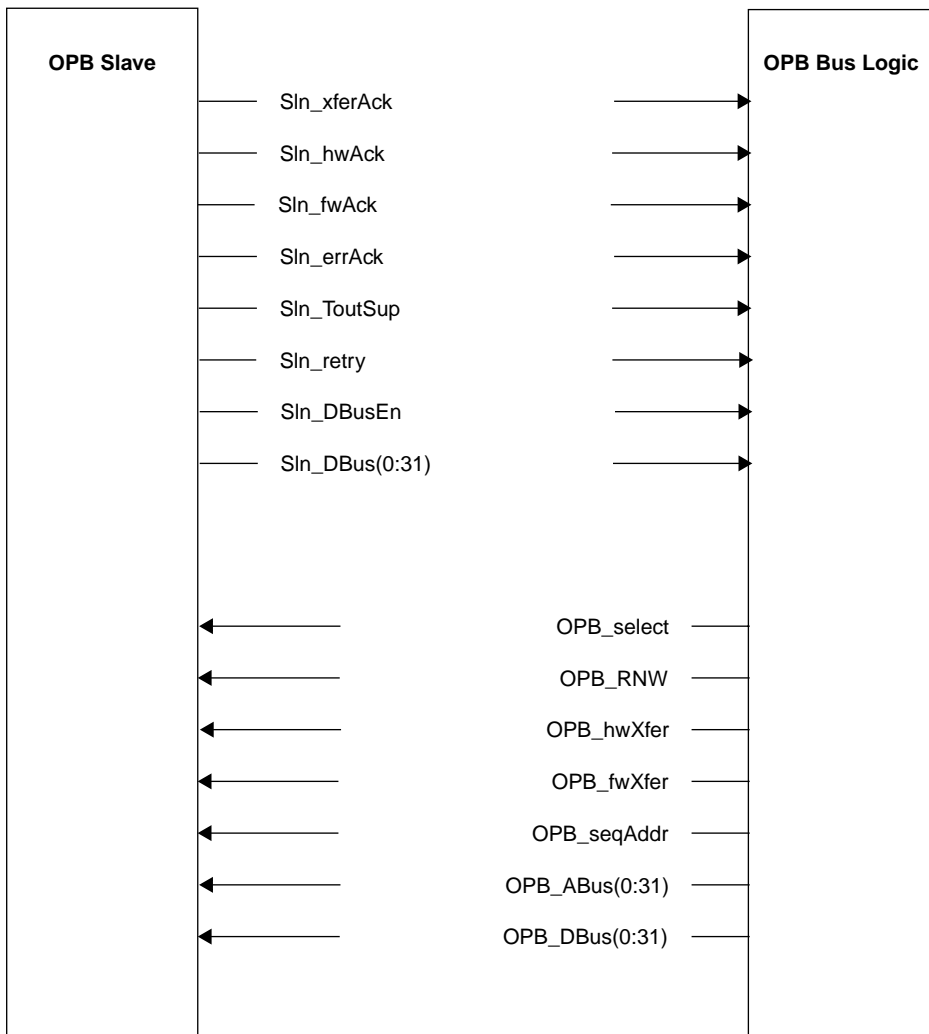 OPB Slave
OPB Bus Logic
Sln_xferAck
Sln_hwAck
Sln_fwAck
Sln_errAck
Sln_ToutSup
Sln_retry
Sln_DBusEn
Sln_DBus(0:31)
OPB_select
OPB_RNW
OPB_hwXfer
OPB_fwXfer
OPB_seqAddr
OPB_ABus(0:31)
OPB_DBus(0:31)